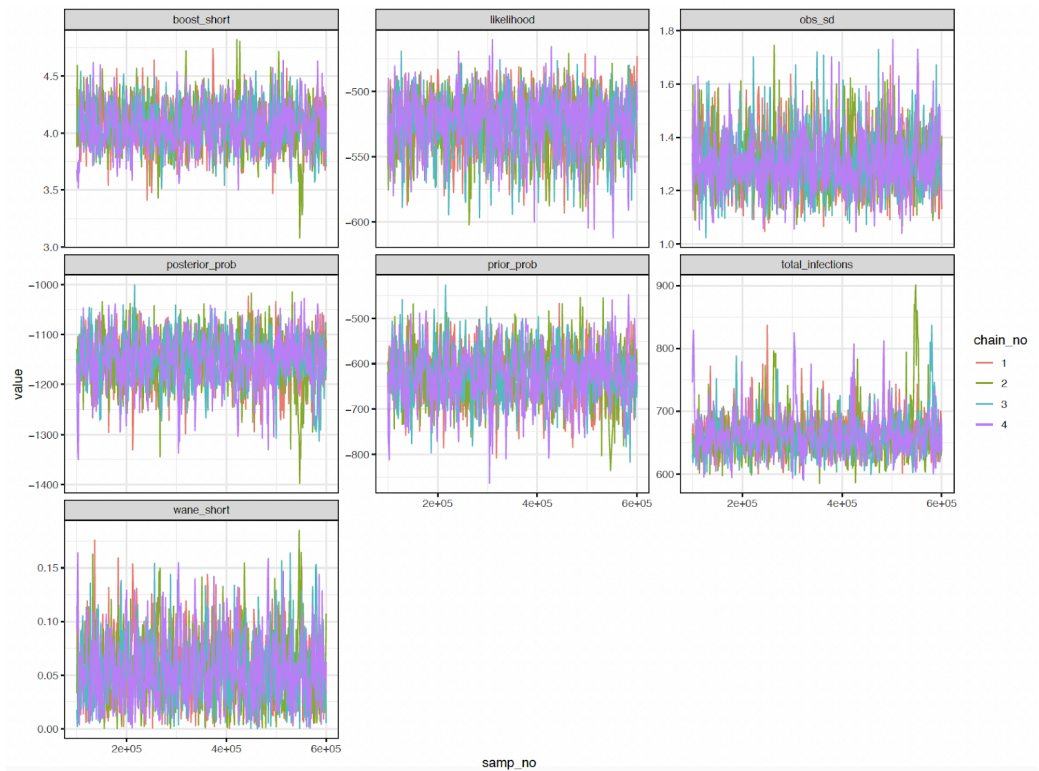 boost_short
likelihood
obs_sd
4.5
4.0
3.5
3.0
−500
−550
−600
1.8
1.6
1.4
1.2
1.0
posterior_prob
prior_prob
total_infections
−1000
−1100
−1200
−1300
−1400
−500
−600
−700
−800
2e+05
4e+05
6e+05
900
800
700
600
2e+05
4e+05
6e+05
wane_short
0.15
0.10
0.05
0.00
2e+05
4e+05
6e+05
value
samp_no
chain_no
1
2
3
4